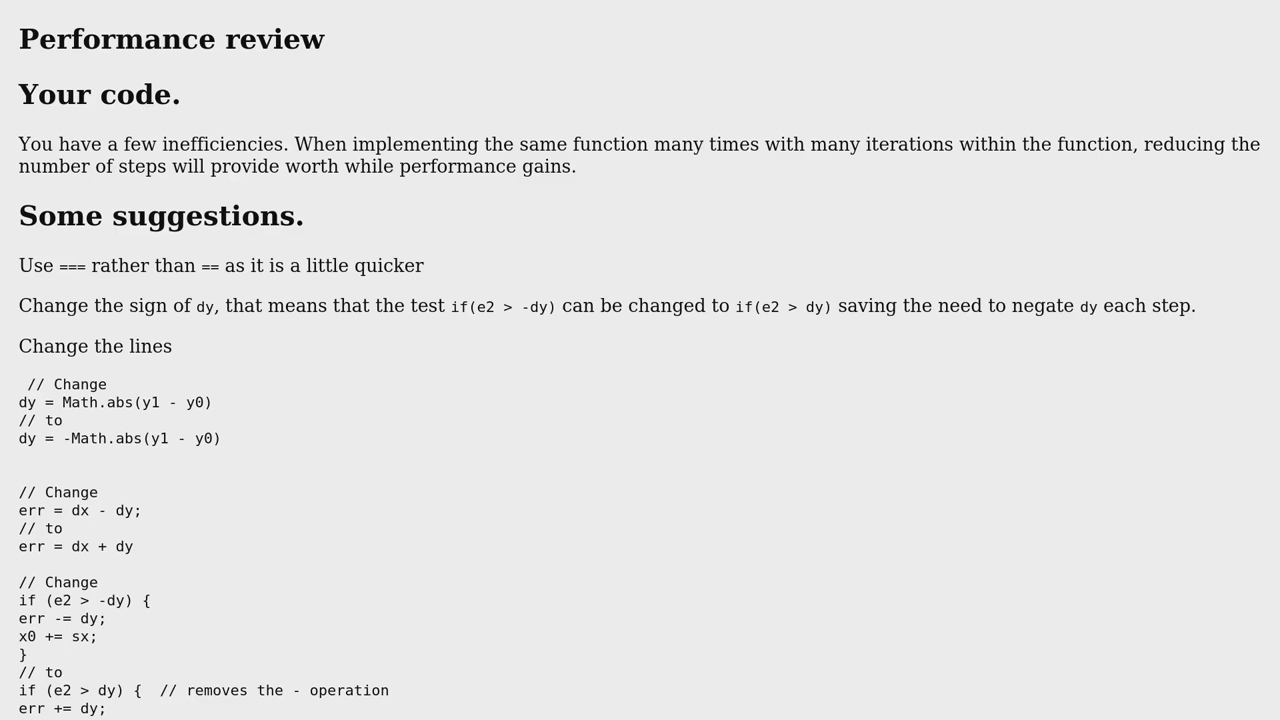 Performance review
Your code.
You have a few inefficiencies. When implementing the same function many times with many iterations within the function, reducing the
number of steps will provide worth while performance gains.
Some suggestions.
Use === rather than == as it is a little quicker
Change the sign of dy, that means that the test if(e2 > -dy) can be changed to if(e2 > dy) saving the need to negate dy each step.
Change the lines
// Change
dy = Math.abs(y1 - y0)
// to
dy = -Math.abs(y1 - y0)
// Change
err = dx - dy;
// to
err = dx + dy
// Change
if (e2 > -dy) {
err -= dy;
x0 += sx;
}
// to
if (e2 > dy) {  // removes the - operation
err += dy;